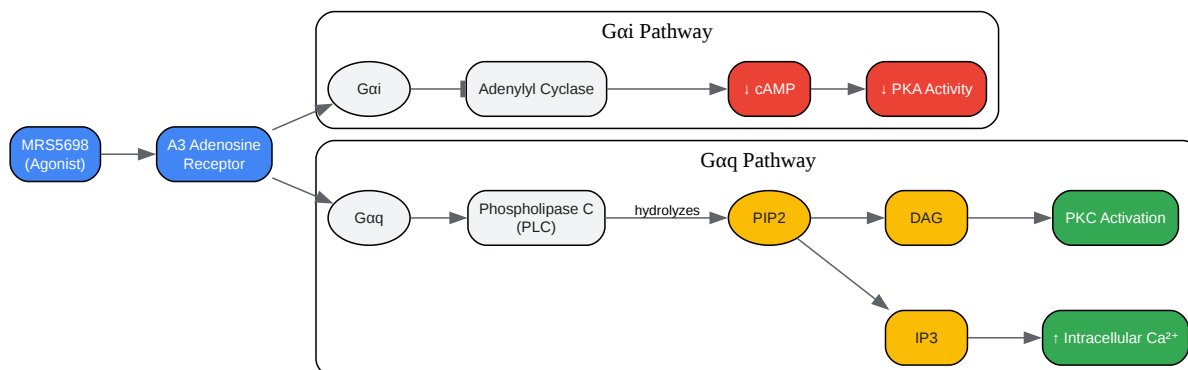 Gαi Pathway
Gαi
Adenylyl Cyclase
↓ cAMP
↓ PKA Activity
MRS5698
(Agonist)
A3 Adenosine
Receptor
Gαq Pathway
Gαq
Phospholipase C
(PLC)
hydrolyzes
PIP2
DAG
PKC Activation
IP3
↑ Intracellular Ca²⁺